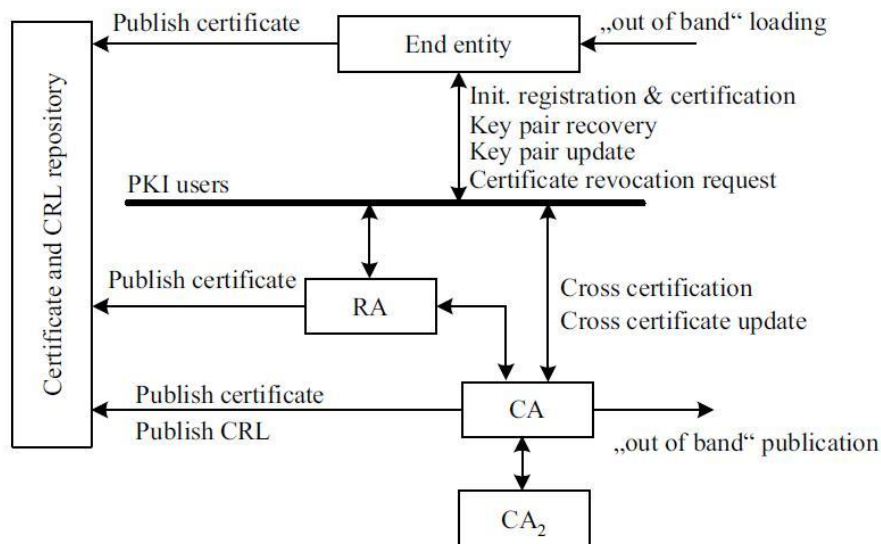 Publish certificate
End entity
„out of band“ loading
Init. registration & certification
Key pair recovery
Key pair update
Certificate revocation request
PKI users
Certificate and CRL repository
Publish certificate
RA
Cross certification
Cross certificate update
Publish certificate
Publish CRL
CA
„out of band“ publication
CA₂